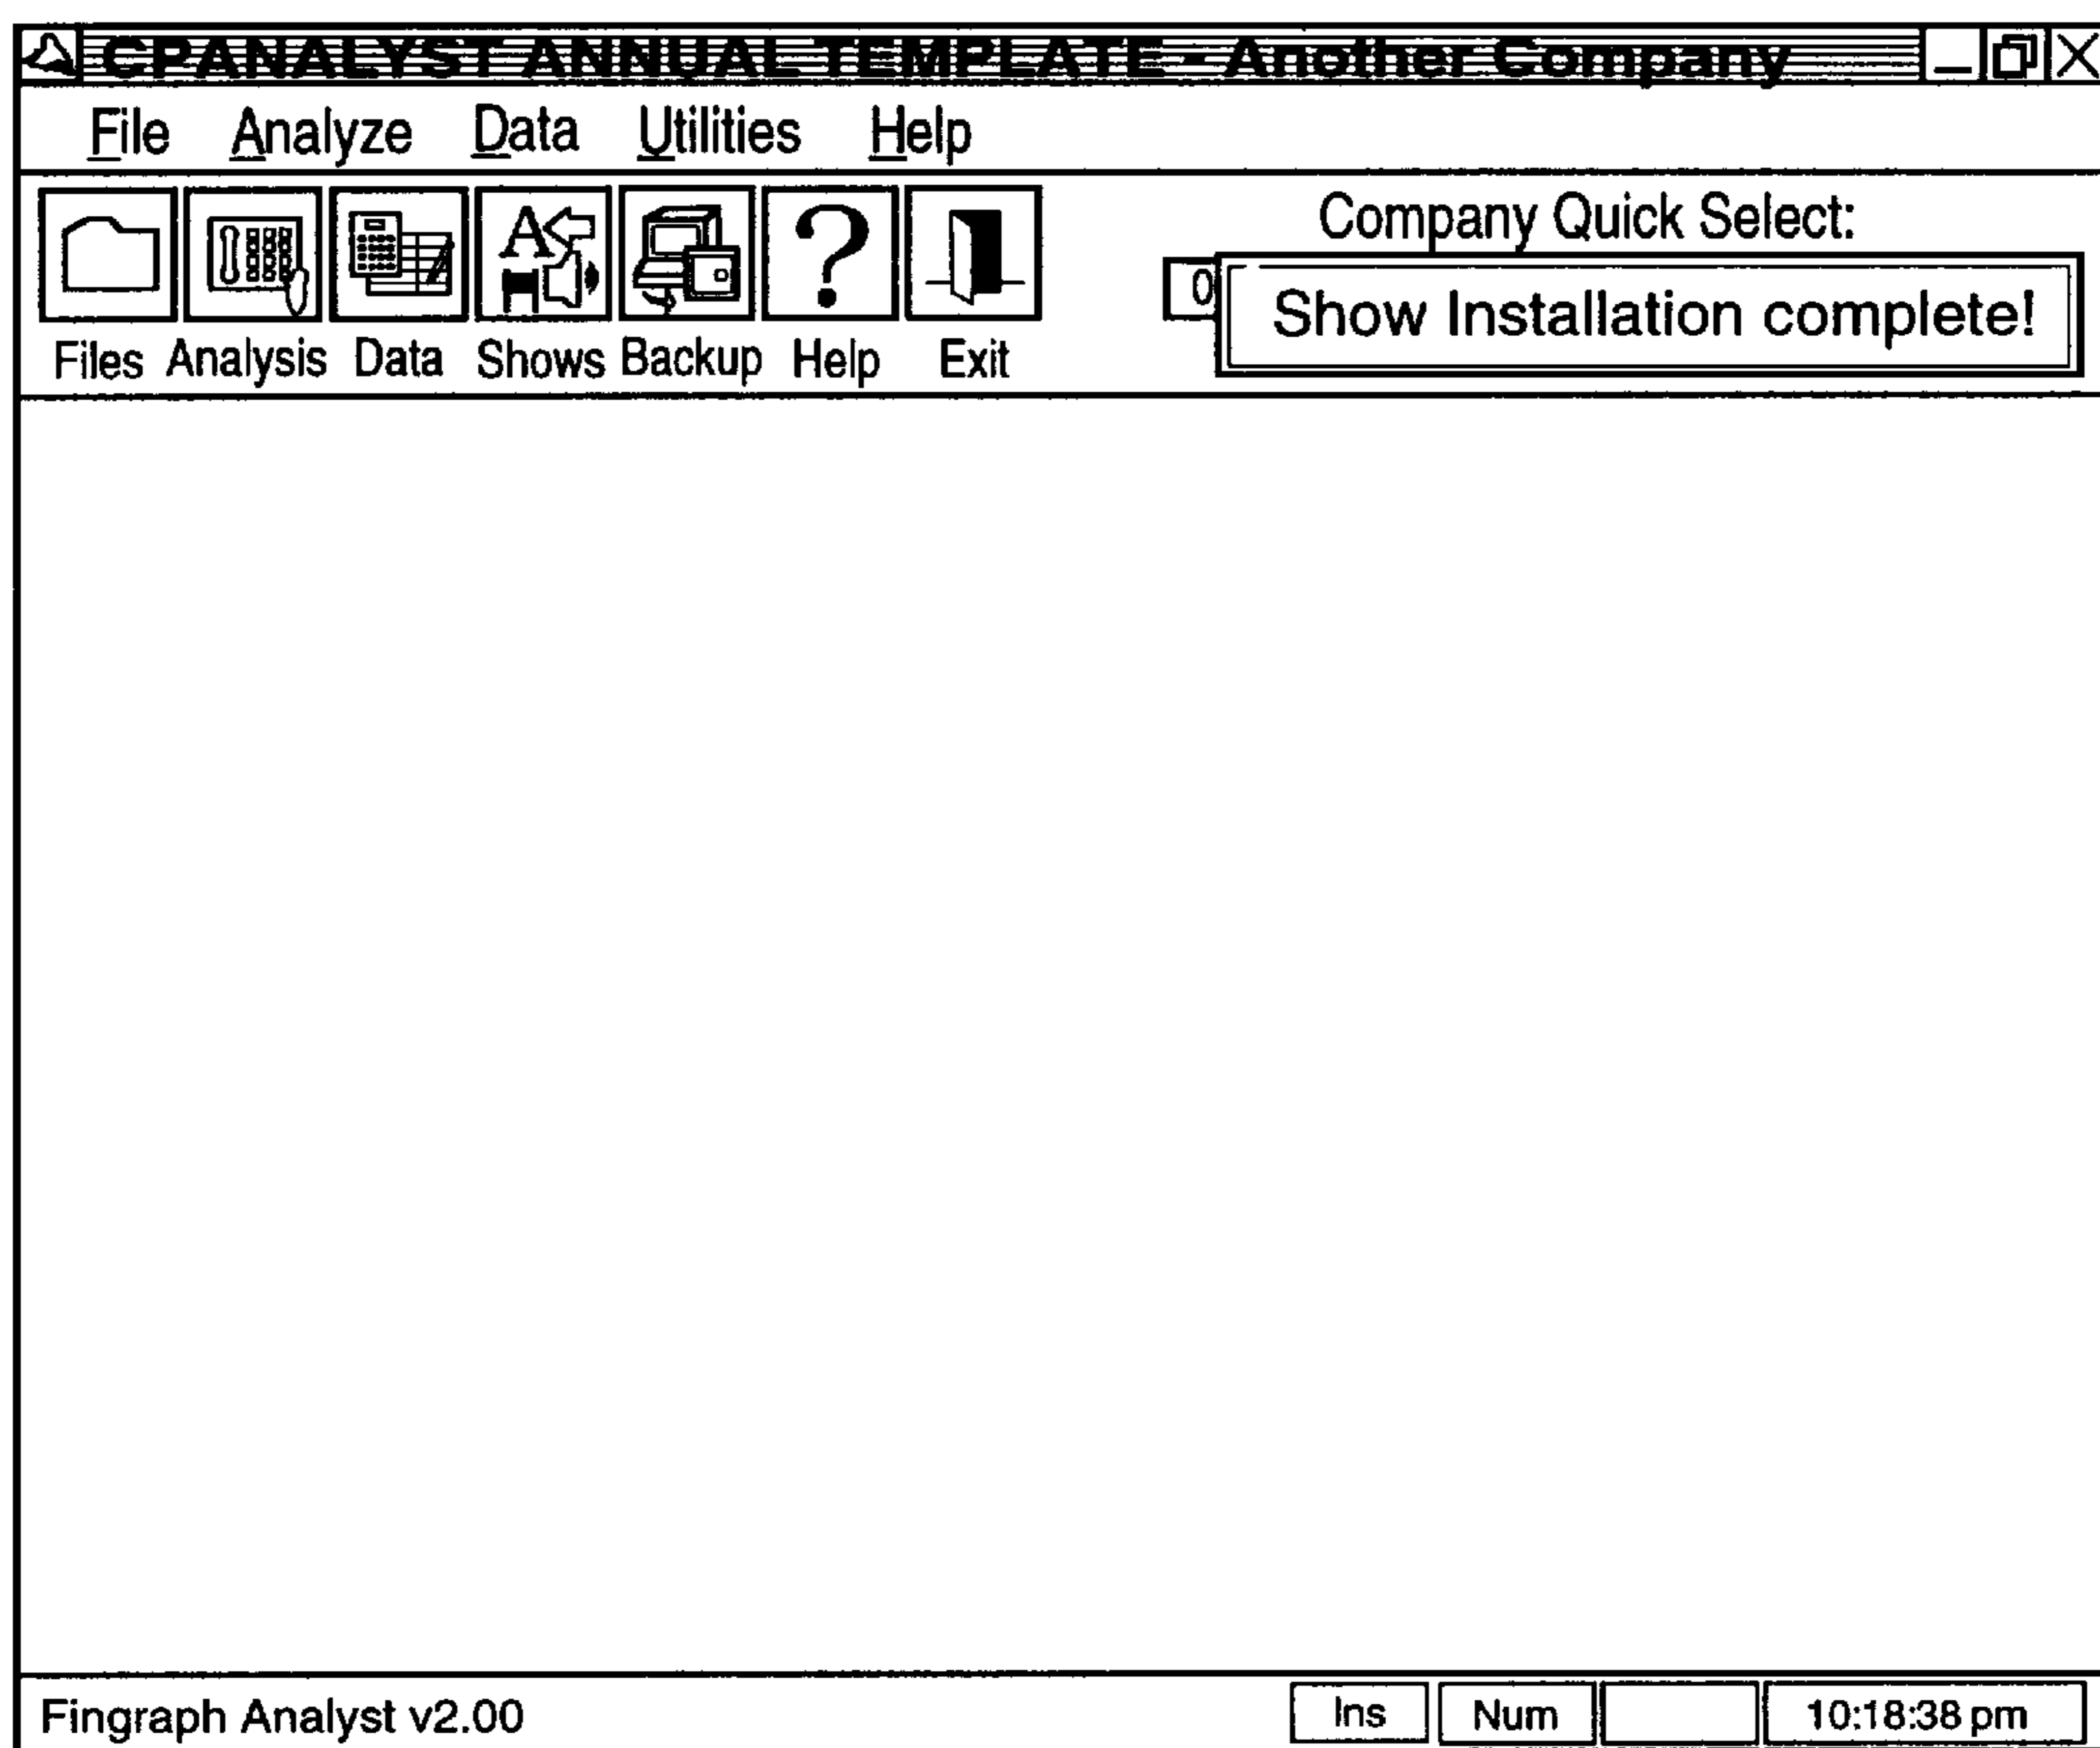 CPANALYST ANNUAL TEMPLATE - Another Company
File Analyze Data Utilities Help
Company Quick Select:
0
Show Installation complete!
Files Analysis Data Shows Backup Help Exit
Fingraph Analyst v2.00 Ins Num 10:18:38 pm